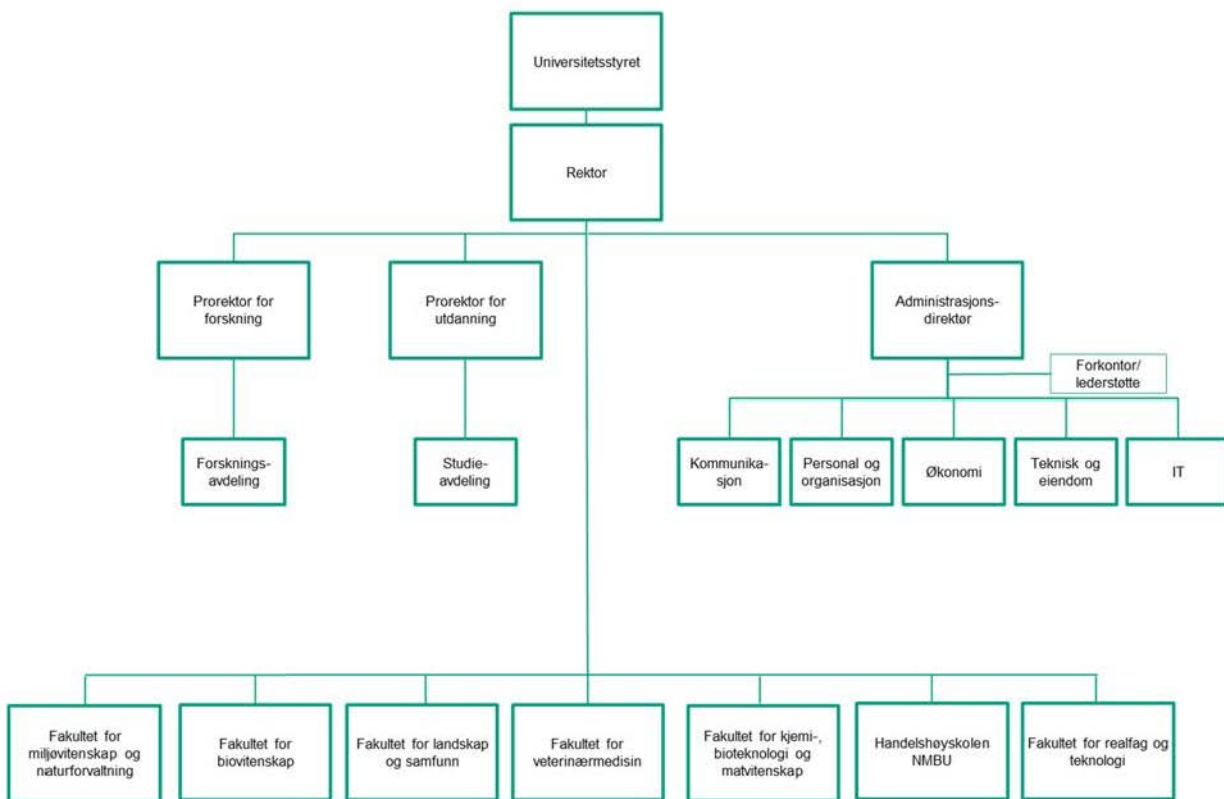 Universitetsstyret
Rektor
Prorektor for
forskning
Prorektor for
utdanning
Administrasjons-
direktør
Forkontor/
lederstøtte
Forsknings-
avdeling
Studie-
avdeling
Kommunika-
sjon
Personal og
organisasjon
Økonomi
Teknisk og
eiendom
IT
Fakultet for
miljøvitenskap og
naturforvaltning
Fakultet for
biovitenskap
Fakultet for landskap
og samfunn
Fakultet for
veterinærmedisin
Fakultet for kjemi-,
bioteknologi og
matvitenskap
Handelshøyskolen
NMBU
Fakultet for realfag og
teknologi